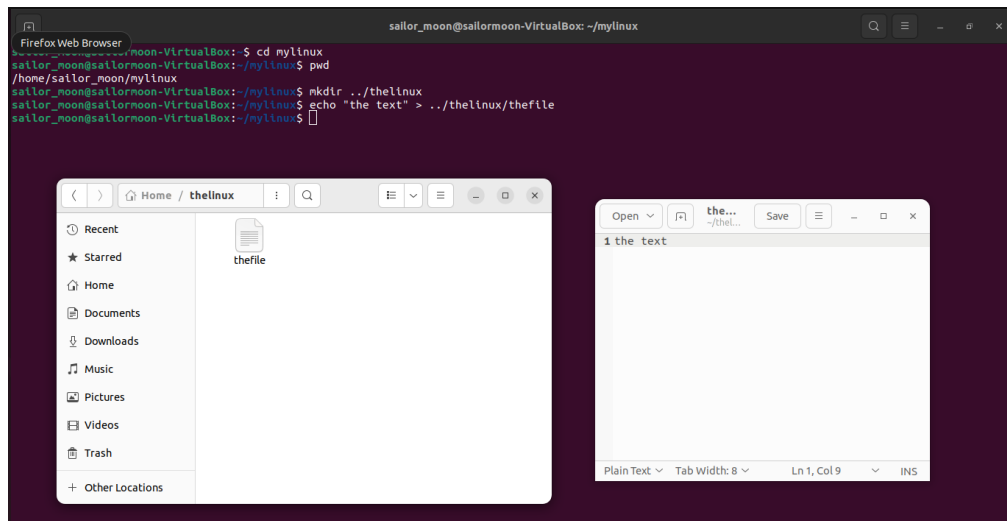 sailor_moon@sailormoon-VirtualBox: ~/mylinux
Firefox Web Browser
sailor_moon@sailormoon-VirtualBox:~$ cd mylinux
sailor_moon@sailormoon-VirtualBox:~/mylinux$ pwd
/home/sailor_moon/mylinux
sailor_moon@sailormoon-VirtualBox:~/mylinux$ mkdir ../thelinux
sailor_moon@sailormoon-VirtualBox:~/mylinux$ echo "the text" > ../thelinux/thefile
sailor_moon@sailormoon-VirtualBox:~/mylinux$
Home / thelinux
Recent
Starred
Home
Documents
Downloads
Music
Pictures
Videos
Trash
+ Other Locations
thefile
Open
the...
~/thel...
Save
1 the text
Plain Text
Tab Width: 8
Ln 1, Col 9
INS